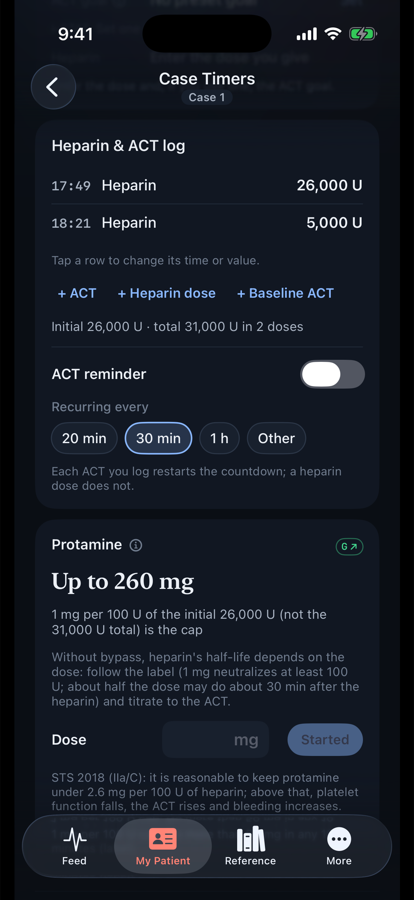 9:41
Case Timers
Case 1
Heparin & ACT log
17:49 Heparin 26,000 U
18:21 Heparin 5,000 U
Tap a row to change its time or value.
+ ACT + Heparin dose + Baseline ACT
Initial 26,000 U · total 31,000 U in 2 doses
ACT reminder
Recurring every
20 min 30 min 1 h Other
Each ACT you log restarts the countdown; a heparin
dose does not.
Protamine
G↗
Up to 260 mg
1 mg per 100 U of the initial 26,000 U (not the
31,000 U total) is the cap
Without bypass, heparin's half-life depends on the
dose: follow the label (1 mg neutralizes at least 100
U; about half the dose may do about 30 min after the
heparin) and titrate to the ACT.
Dose mg Started
STS 2018 (IIa/C): it is reasonable to keep protamine
under 2.6 mg per 100 U of heparin; above that, platelet
function falls, the ACT rises and bleeding increases.
Feed My Patient Reference More